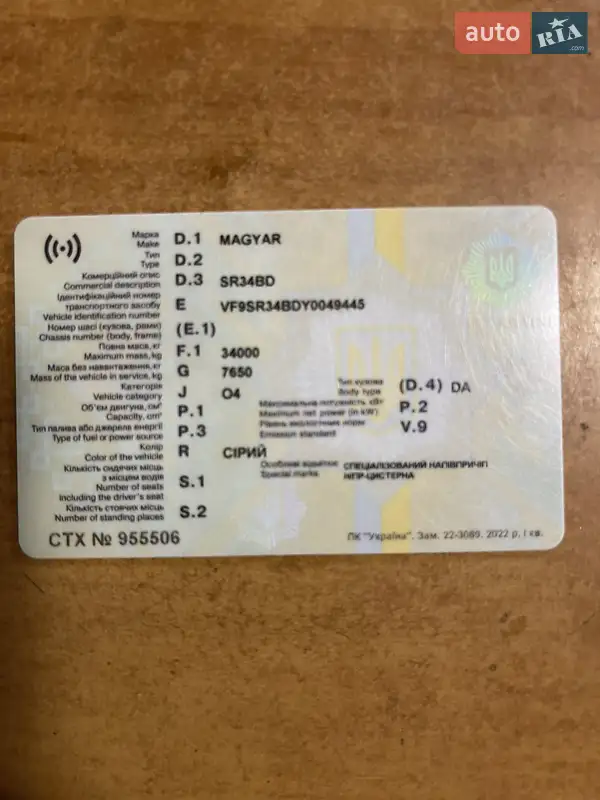 auto RIA .com
Марка
Make D.1 MAGYAR
Тип
Type D.2
Комерційний опис
Commercial description D.3 SR34BD
Ідентифікаційний номер
транспортного засобу
Vehicle identification number E VF9SR34BDY0049445
Номер шасі (кузова, рами)
Chassis number (body, frame) (E.1)
Повна маса, кг
Maximum mass, kg F.1 34000
Маса без навантаження, кг
Mass of the vehicle in service, kg G 7650
Категорія
Vehicle category J O4
Тип кузова
Body type (D.4) DA
Об'єм двигуна, см³
Capacity, cm³ P.1
Максимальна потужність кВт
Maximum net power (in kW) P.2
Тип палива або джерела енергії
Type of fuel or power source P.3
Рівень екологічних норм
Emission standard V.9
Колір
Color of the vehicle R СІРИЙ
Особливі відмітки
Special marks СПЕЦІАЛІЗОВАНИЙ НАПІВПРИЧІП
НІПР-ЦИСТЕРНА
Кількість сидячих місць
з місцем водія
Number of seats
including the driver's seat S.1
Кількість стоячих місць
Number of standing places S.2
СТХ № 955506
ПК "Україна". Зам. 22-3069. 2022 р. I кв.